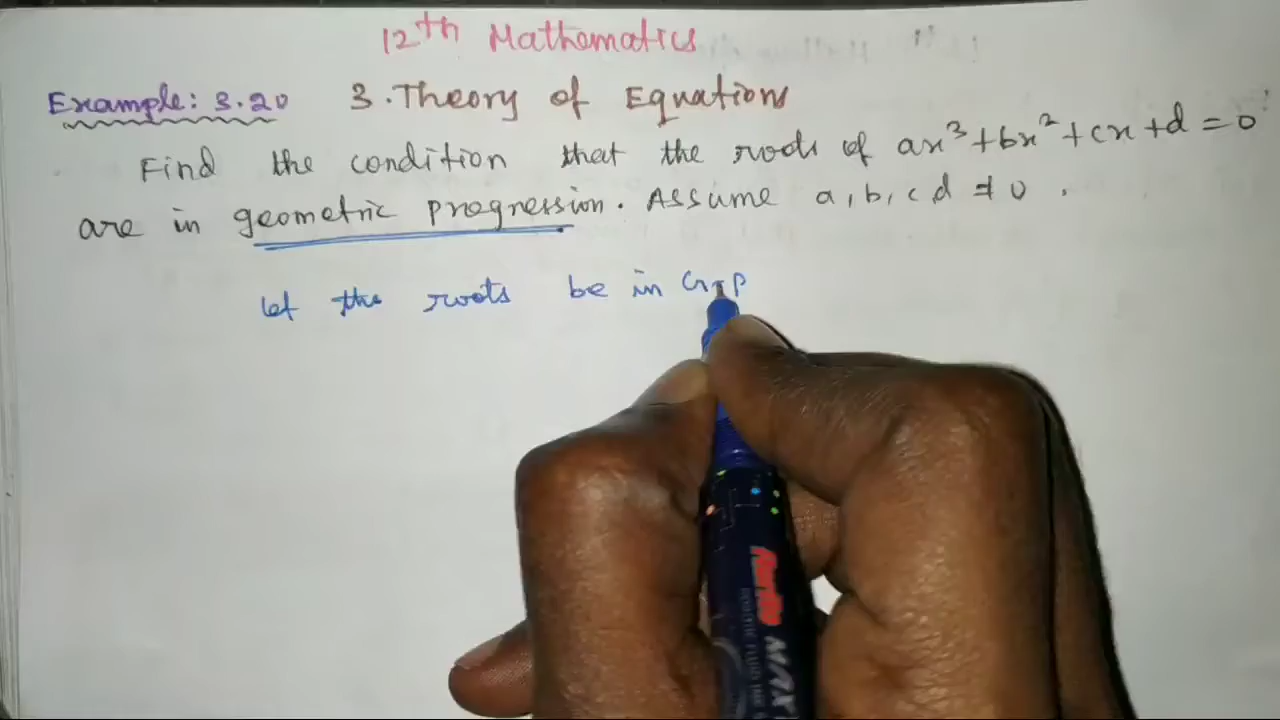 12th Mathematics
Example: 3.20 3. Theory of Equations
Find the condition that the roots of ax³+bx²+cx+d=0
are in geometric progression. Assume a, b, c d ≠ 0.
let the roots be in G.P
MAX